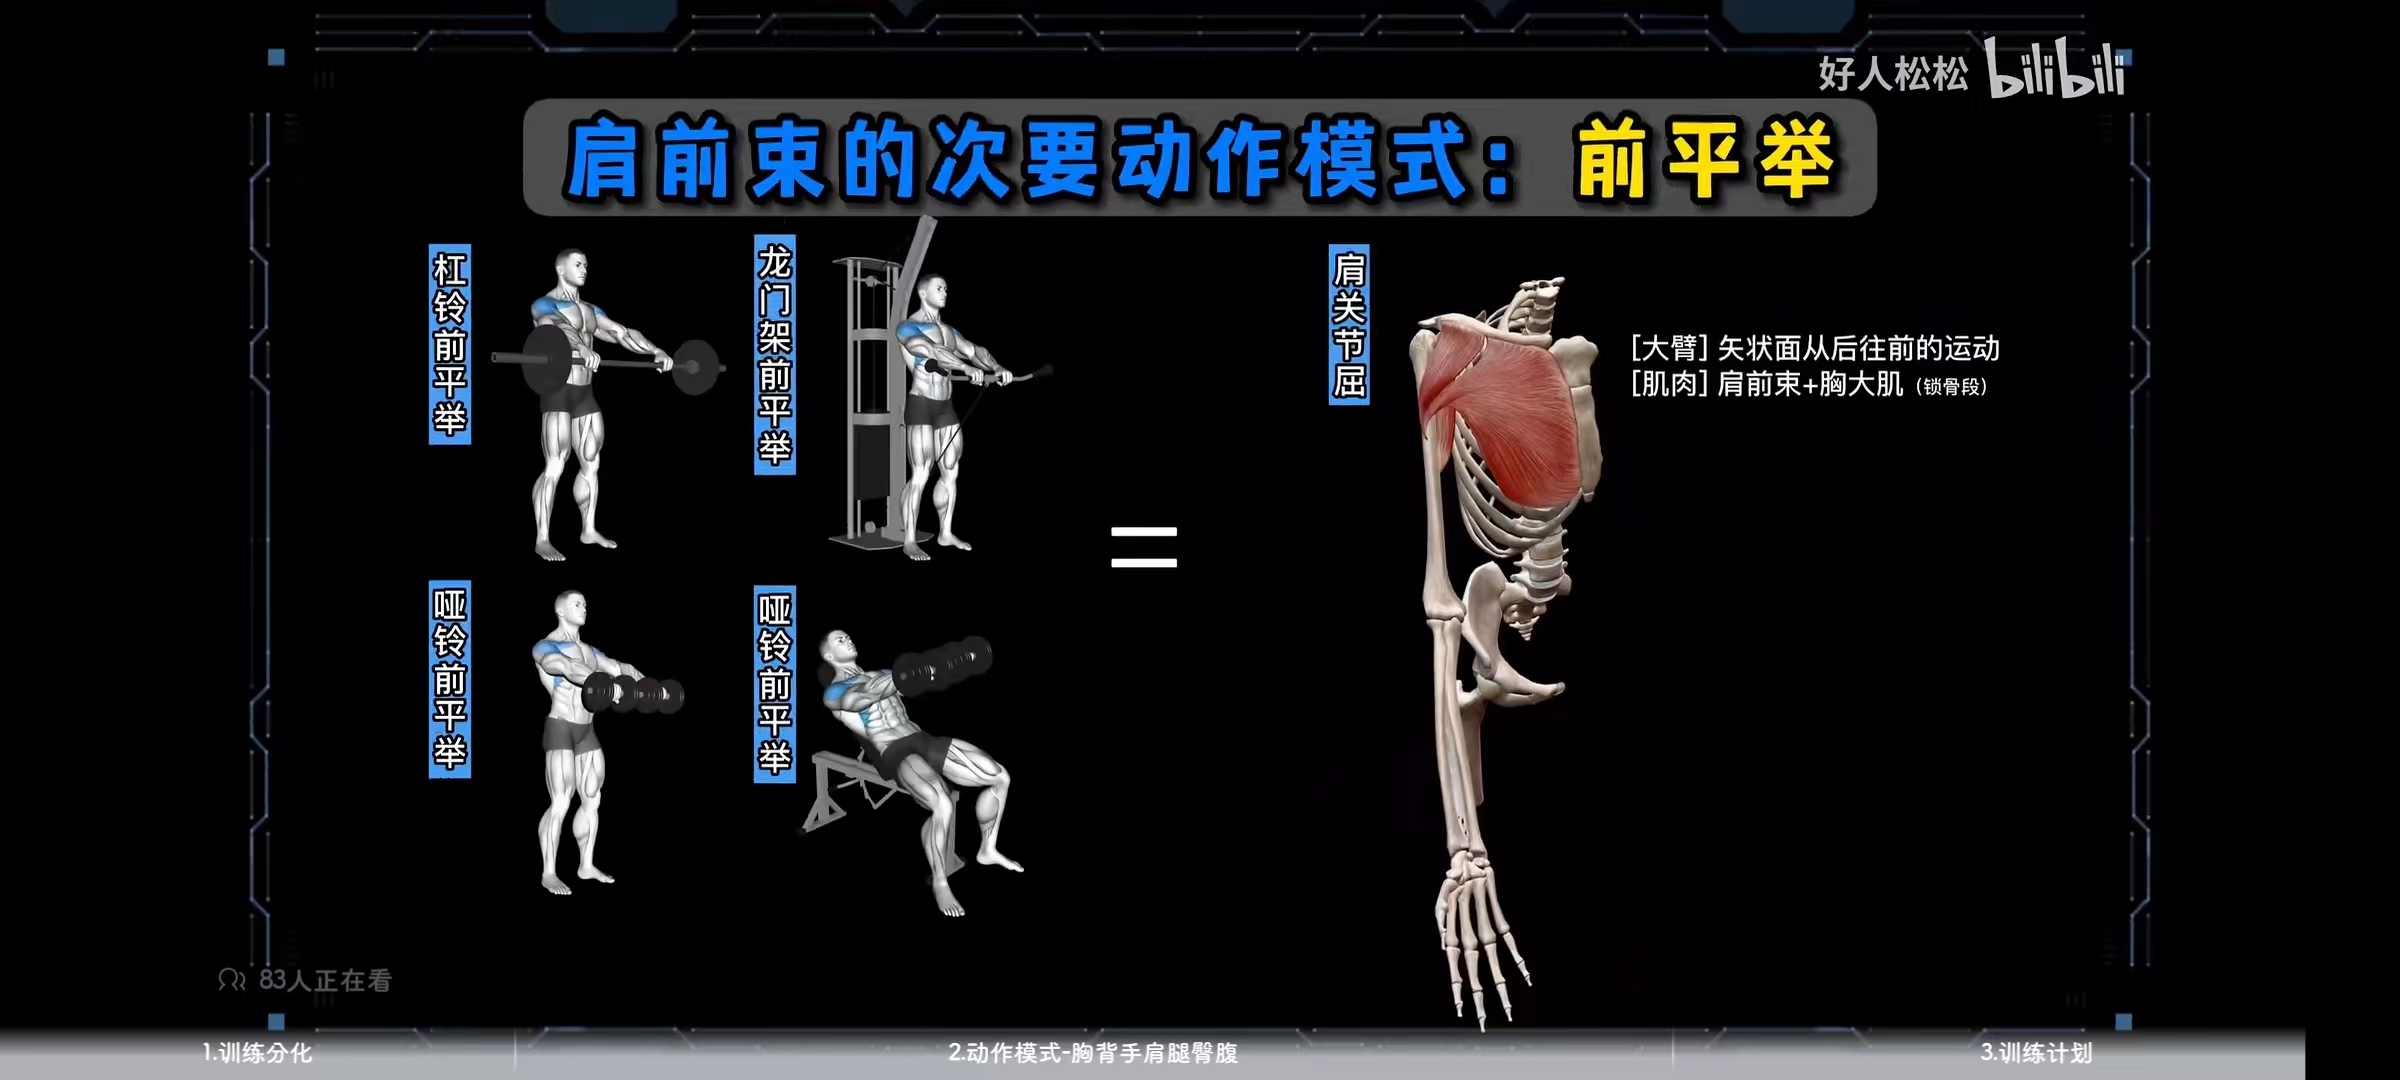 好人松松 bilibili
肩前束的次要动作模式：前平举
杠铃前平举
龙门架前平举
肩关节屈
[大臂] 矢状面从后往前的运动
[肌肉] 肩前束+胸大肌（锁骨段）
哑铃前平举
哑铃前平举
83人正在看
1.训练分化
2.动作模式-胸背手肩腿臀腹
3.训练计划